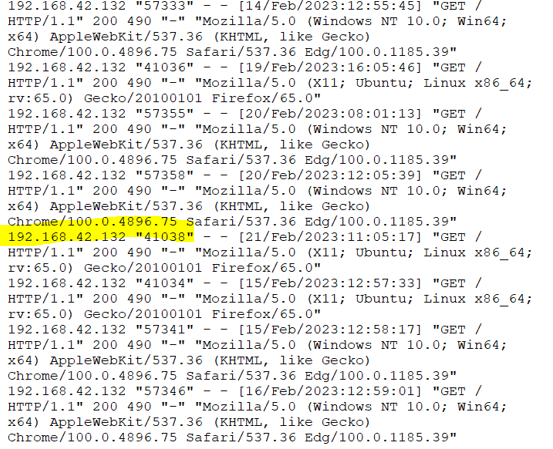 192.168.42.132 "57333" - - [14/Feb/2023:12:55:45] "GET /
HTTP/1.1" 200 490 "-" "Mozilla/5.0 (Windows NT 10.0; Win64;
x64) AppleWebKit/537.36 (KHTML, like Gecko)
Chrome/100.0.4896.75 Safari/537.36 Edg/100.0.1185.39"
192.168.42.132 "41036" - - [19/Feb/2023:16:05:46] "GET /
HTTP/1.1" 200 490 "-" "Mozilla/5.0 (X11; Ubuntu; Linux x86_64;
rv:65.0) Gecko/20100101 Firefox/65.0"
192.168.42.132 "57355" - - [20/Feb/2023:08:01:13] "GET /
HTTP/1.1" 200 490 "-" "Mozilla/5.0 (Windows NT 10.0; Win64;
x64) AppleWebKit/537.36 (KHTML, like Gecko)
Chrome/100.0.4896.75 Safari/537.36 Edg/100.0.1185.39"
192.168.42.132 "57358" - - [20/Feb/2023:12:05:39] "GET /
HTTP/1.1" 200 490 "-" "Mozilla/5.0 (Windows NT 10.0; Win64;
x64) AppleWebKit/537.36 (KHTML, like Gecko)
Chrome/100.0.4896.75 Safari/537.36 Edg/100.0.1185.39"
192.168.42.132 "41038" - - [21/Feb/2023:11:05:17] "GET /
HTTP/1.1" 200 490 "-" "Mozilla/5.0 (X11; Ubuntu; Linux x86_64;
rv:65.0) Gecko/20100101 Firefox/65.0"
192.168.42.132 "41034" - - [15/Feb/2023:12:57:33] "GET /
HTTP/1.1" 200 490 "-" "Mozilla/5.0 (X11; Ubuntu; Linux x86_64;
rv:65.0) Gecko/20100101 Firefox/65.0"
192.168.42.132 "57341" - - [15/Feb/2023:12:58:17] "GET /
HTTP/1.1" 200 490 "-" "Mozilla/5.0 (Windows NT 10.0; Win64;
x64) AppleWebKit/537.36 (KHTML, like Gecko)
Chrome/100.0.4896.75 Safari/537.36 Edg/100.0.1185.39"
192.168.42.132 "57346" - - [16/Feb/2023:12:59:01] "GET /
HTTP/1.1" 200 490 "-" "Mozilla/5.0 (Windows NT 10.0; Win64;
x64) AppleWebKit/537.36 (KHTML, like Gecko)
Chrome/100.0.4896.75 Safari/537.36 Edg/100.0.1185.39"